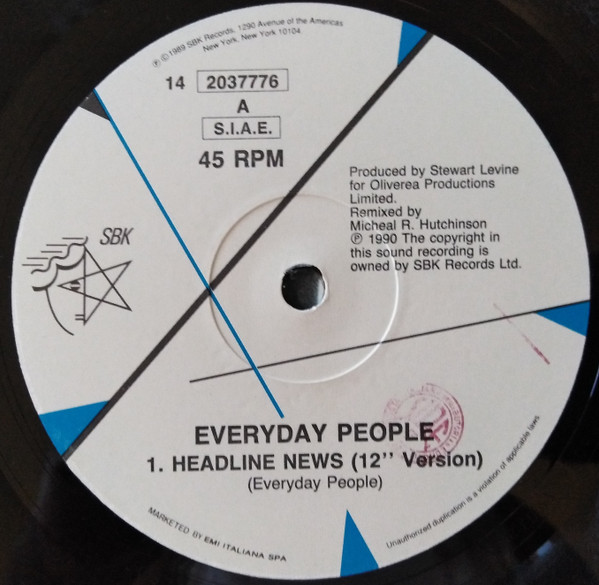 ℗ © 1989 SBK Records, 1290 Avenue of the Americas
New York, New York 10104.
14 2037776
A
S.I.A.E.
45 RPM
Produced by Stewart Levine
for Oliverea Productions
Limited.
Remixed by
Micheal R. Hutchinson
℗ 1990 The copyright in
this sound recording is
owned by SBK Records Ltd.
SBK
EVERYDAY PEOPLE
1. HEADLINE NEWS (12'' Version)
(Everyday People)
MARKETED BY EMI ITALIANA SPA
Unauthorized duplication is a violation of applicable laws